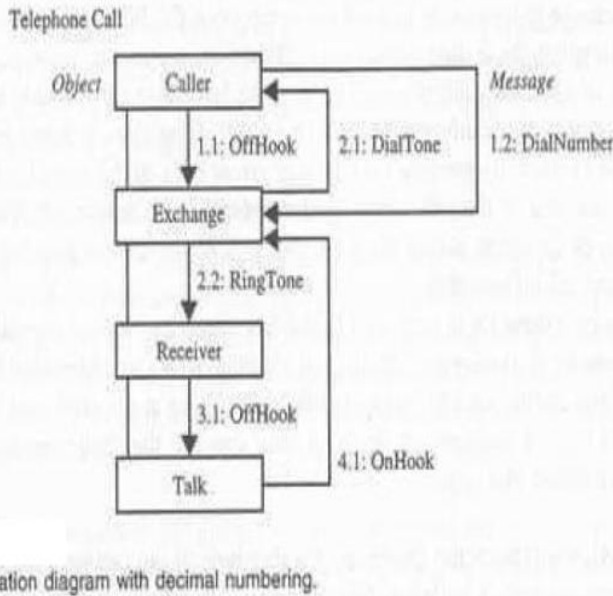 Telephone Call
Object
Caller
Message
1.1: OffHook
2.1: DialTone
1.2: DialNumber
Exchange
2.2: RingTone
Receiver
3.1: OffHook
4.1: OnHook
Talk
ation diagram with decimal numbering.